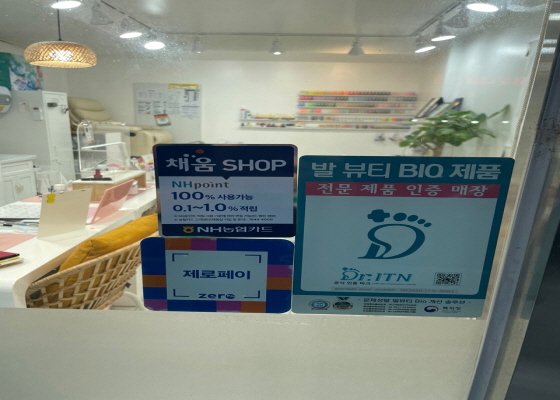 채움 SHOP
NHpoint
100% 사용가능
0.1~1.0% 적립
NH농협카드
제로페이
zero
발 뷰티 BIO 제품
전문 제품 인증 매장
Dr.ITN